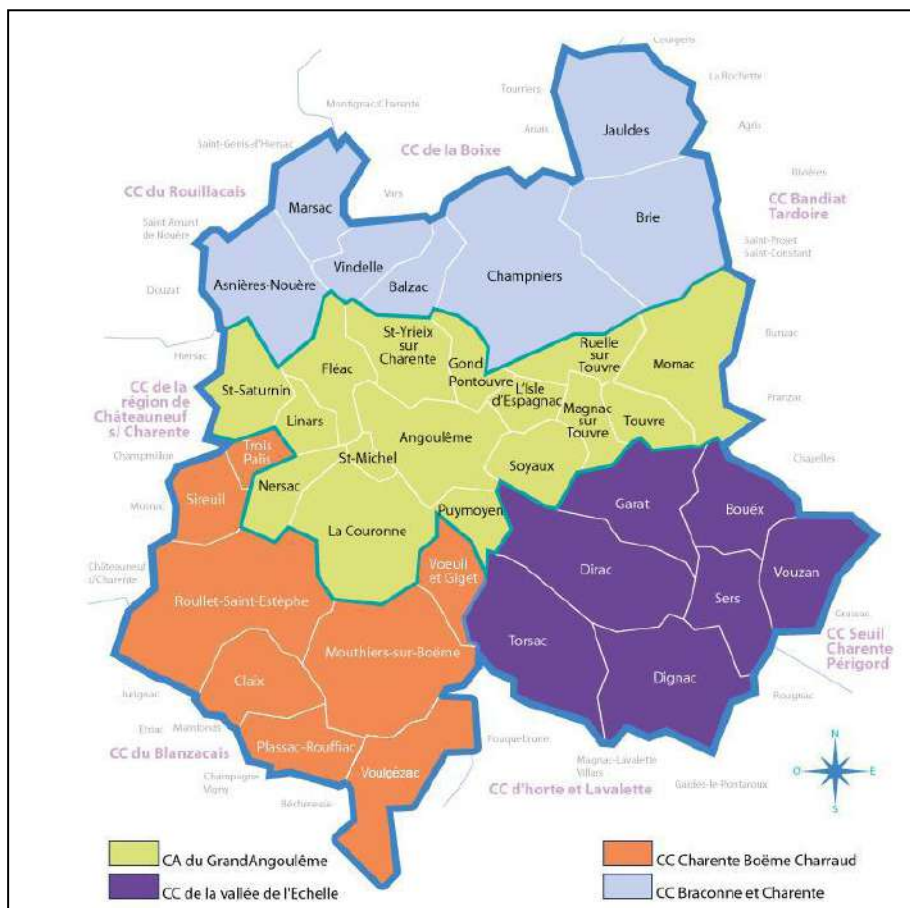 Coulgens
Tourriers
La Rochette
Montignac-Charente
Anais
Jauldes
Agris
Saint-Genis-d'Hiersac
CC de la Boixe
Rivières
CC du Rouillacais
Vars
CC Bandiat
Tardoire
Marsac
Brie
Saint Amant
de Nouère
Saint-Projet
Saint-Constant
Vindelle
Champniers
Asnières-Nouère
Balzac
Douzat
St-Yrieix
sur
Charente
Ruelle
sur
Touvre
Bunzac
Hiersac
Fléac
Gond
Pontouvre
Mornac
St-Saturnin
L'Isle
d'Espagnac
CC de la
région de
Châteauneuf
s/ Charente
Pranzac
Linars
Magnac
sur
Touvre
Touvre
Angoulême
Trois
Palis
St-Michel
Soyaux
Champmillon
Chazelles
Sireuil
Nersac
Garat
Bouëx
Mosnac
Puymoyen
La Couronne
Châteauneuf
s/Charente
Vœuil
et Giget
Dirac
Vouzan
Roullet-Saint-Estèphe
Sers
Grassac
Torsac
CC Seuil
Charente
Périgord
Mouthiers-sur-Boëme
Claix
Dignac
Jurignac
Rougnac
Etriac
Mainfonds
Plassac-Rouffiac
CC du Blanzacais
Fouquebrune
N
Voulgézac
Magnac-Lavalette
Villars
O
E
Champagne
Vigny
CC d'horte et Lavalette
Gardes-le-Pontaroux
Bécheresse
S
CA du GrandAngoulême
CC Charente Boëme Charraud
CC de la vallée de l'Echelle
CC Braconne et Charente